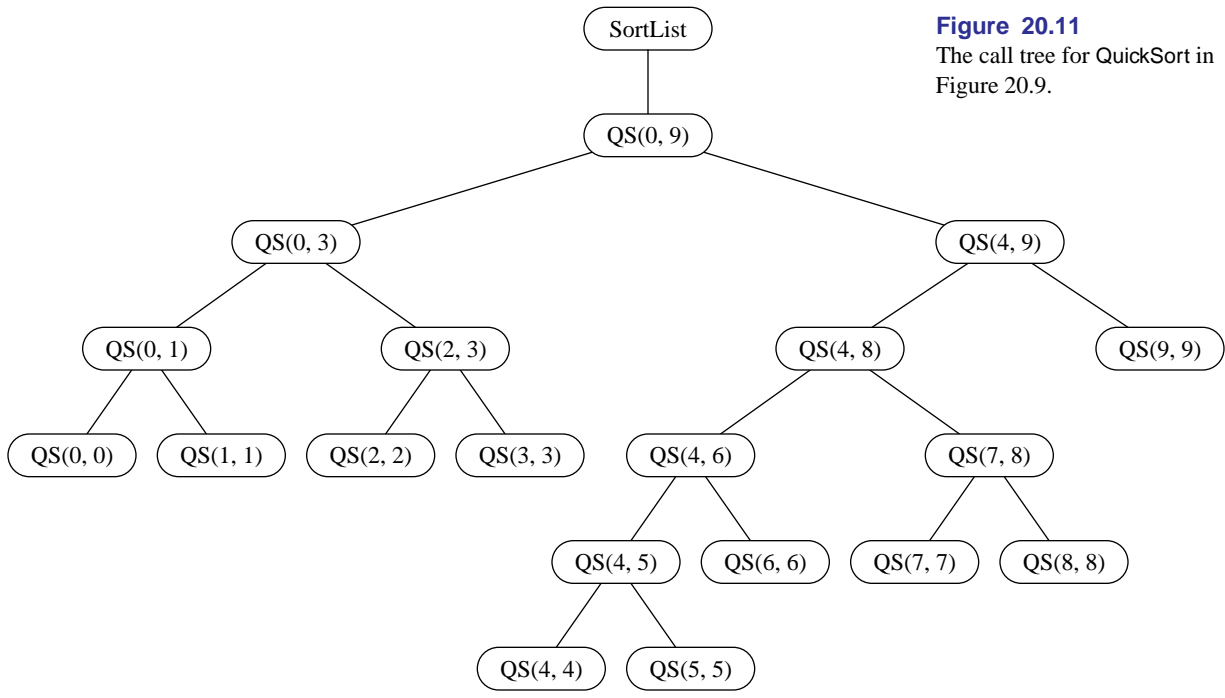 SortList
Figure 20.11
The call tree for QuickSort in
Figure 20.9.
QS(0, 9)
QS(0, 3)
QS(4, 9)
QS(0, 1)
QS(2, 3)
QS(4, 8)
QS(9, 9)
QS(0, 0)
QS(1, 1)
QS(2, 2)
QS(3, 3)
QS(4, 6)
QS(7, 8)
QS(4, 5)
QS(6, 6)
QS(7, 7)
QS(8, 8)
QS(4, 4)
QS(5, 5)